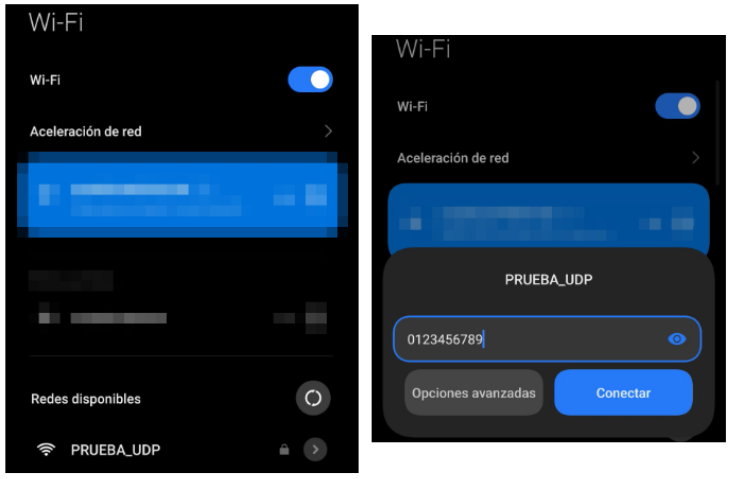 Wi-Fi
Wi-Fi
Aceleración de red
Redes disponibles
PRUEBA_UDP
Wi-Fi
Wi-Fi
Aceleración de red
PRUEBA_UDP
0123456789
Opciones avanzadas
Conectar